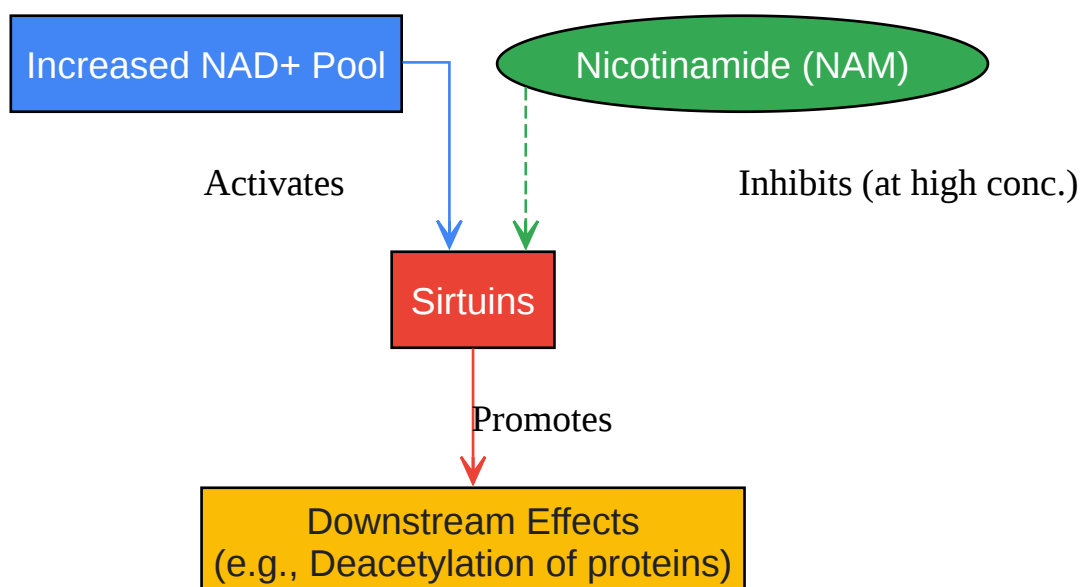 Increased NAD+ Pool
Nicotinamide (NAM)
Activates
Inhibits (at high conc.)
Sirtuins
Promotes
Downstream Effects
(e.g., Deacetylation of proteins)